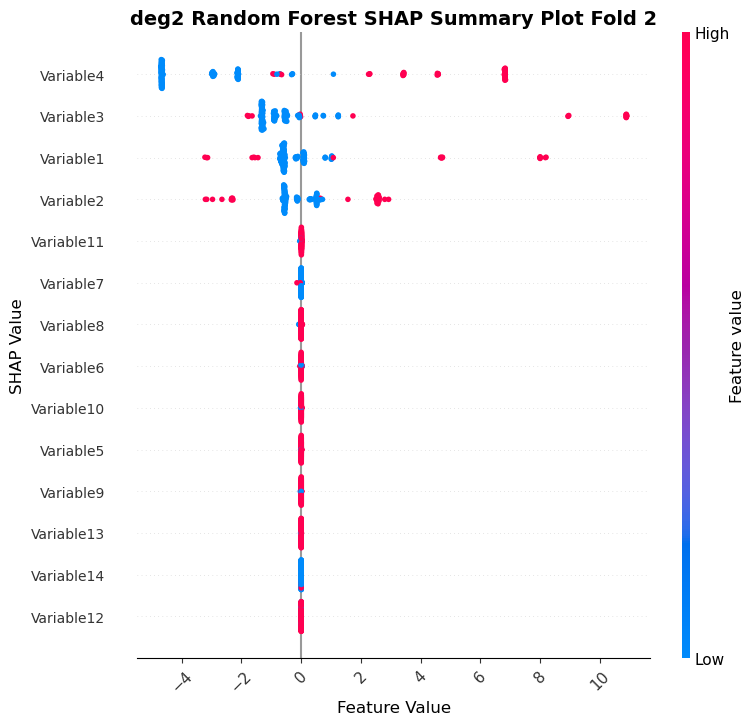 deg2 Random Forest SHAP Summary Plot Fold 2
High
Variable4
Variable3
Variable1
Variable2
Variable11
Variable7
Variable8
Variable6
Variable10
Variable5
Variable9
Variable13
Variable14
Variable12
SHAP Value
Feature value
Low
−4 −2 0 2 4 6 8 10
Feature Value